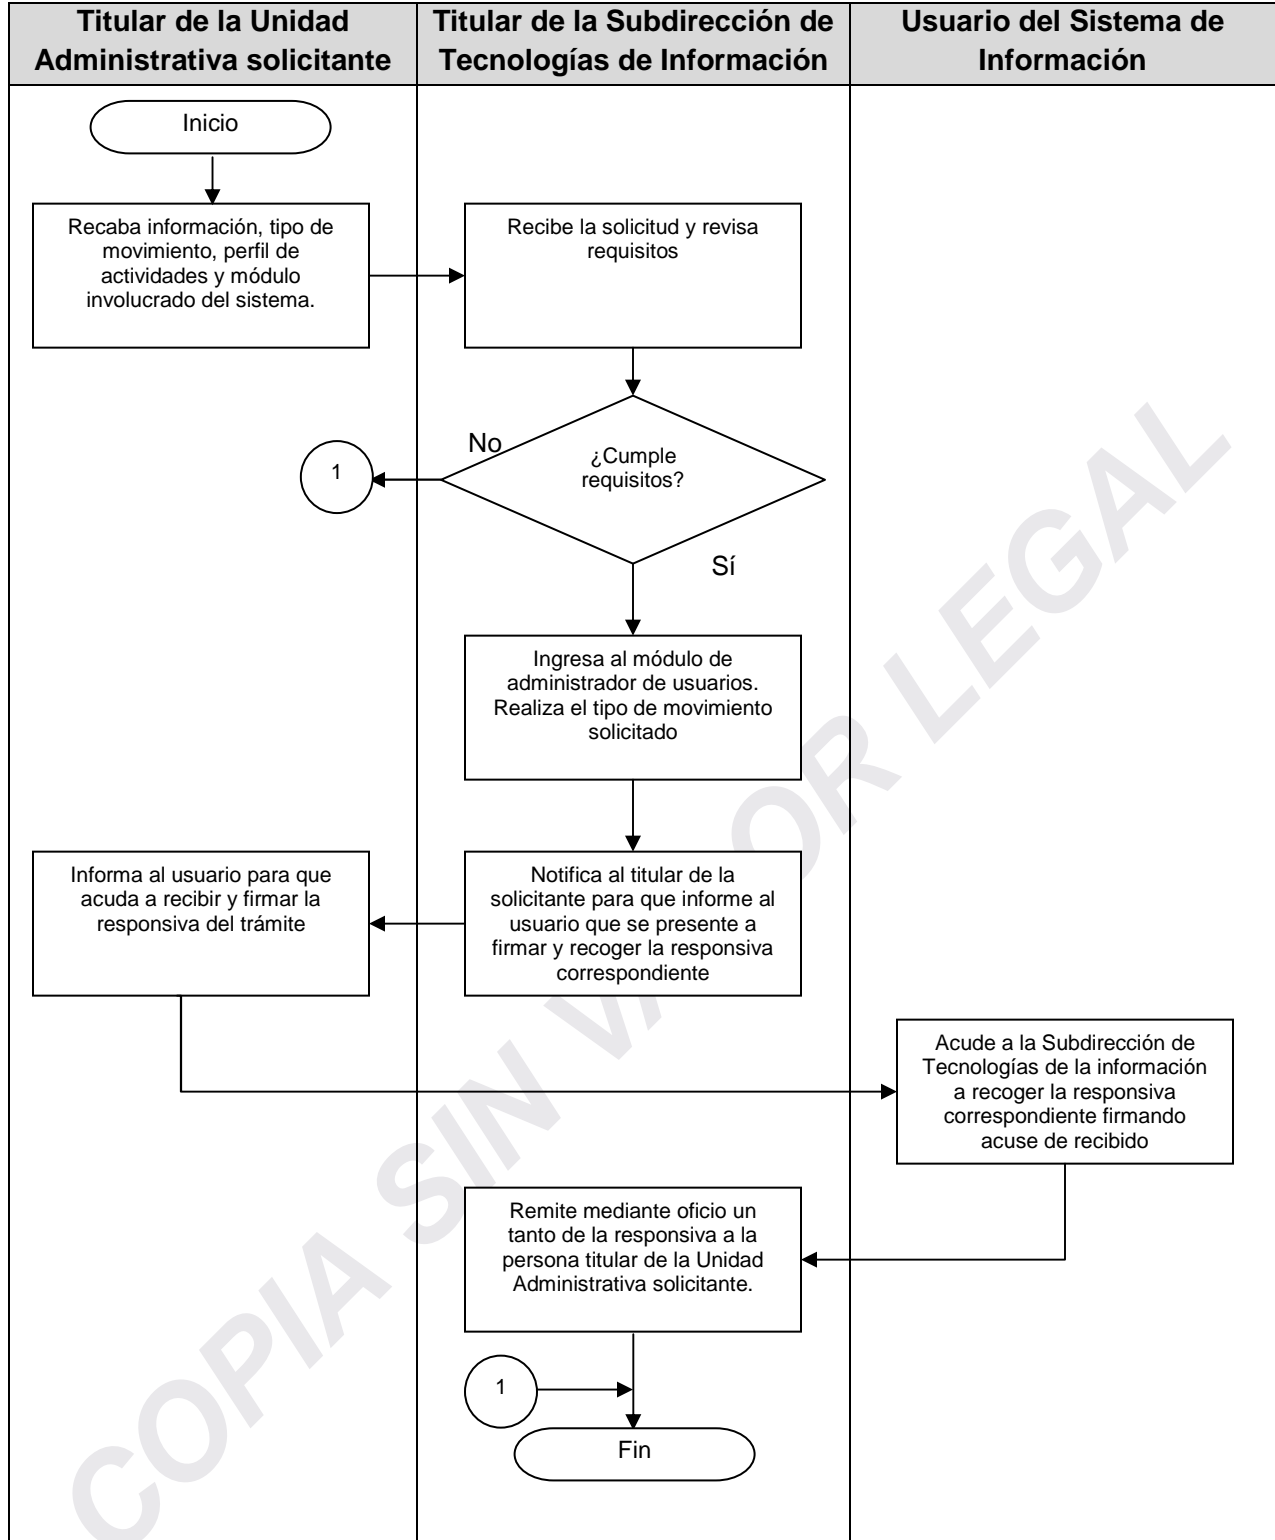 Titular de la Unidad
Administrativa solicitante
Titular de la Subdirección de
Tecnologías de Información
Usuario del Sistema de
Información
Inicio
Recaba información, tipo de
movimiento, perfil de
actividades y módulo
involucrado del sistema.
Recibe la solicitud y revisa
requisitos
No
¿Cumple
requisitos?
1
Sí
Ingresa al módulo de
administrador de usuarios.
Realiza el tipo de movimiento
solicitado
Informa al usuario para que
acuda a recibir y firmar la
responsiva del trámite
Notifica al titular de la
solicitante para que informe al
usuario que se presente a
firmar y recoger la responsiva
correspondiente
Acude a la Subdirección de
Tecnologías de la información
a recoger la responsiva
correspondiente firmando
acuse de recibido
Remite mediante oficio un
tanto de la responsiva a la
persona titular de la Unidad
Administrativa solicitante.
1
Fin
COPIA SIN VALOR LEGAL